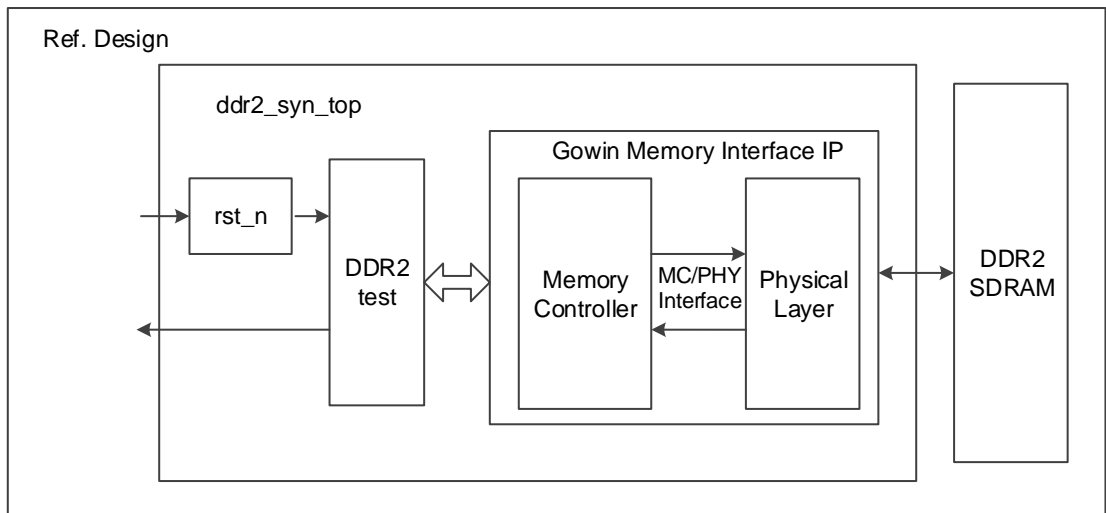 Ref. Design
ddr2_syn_top
Gowin Memory Interface IP
rst_n
DDR2
test
Memory
Controller
MC/PHY
Interface
Physical
Layer
DDR2
SDRAM